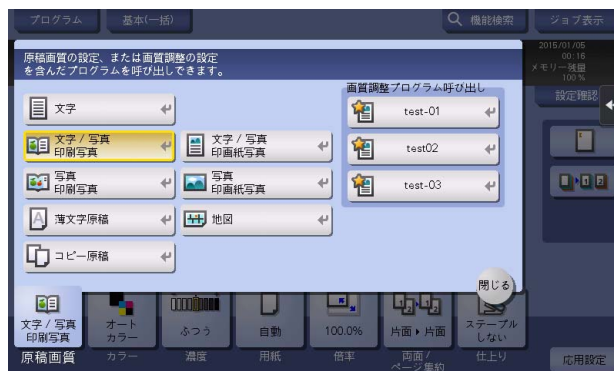 プログラム
基本(一括)
機能検索
ジョブ表示
原稿画質の設定、または画質調整の設定
を含んだプログラムを呼び出しできます。
2015/01/05
00:16
メモリー残量
100 %
設定確認
画質調整プログラム呼び出し
文字
文字 / 写真
印刷写真
文字 / 写真
印画紙写真
写真
印刷写真
写真
印画紙写真
薄文字原稿
地図
コピー原稿
test-01
test02
test-03
閉じる
文字 / 写真
印刷写真
オート
カラー
ふつう
自動
100.0%
片面 ▸ 片面
ステープル
しない
原稿画質
カラー
濃度
用紙
倍率
両面 /
ページ集約
仕上り
応用設定